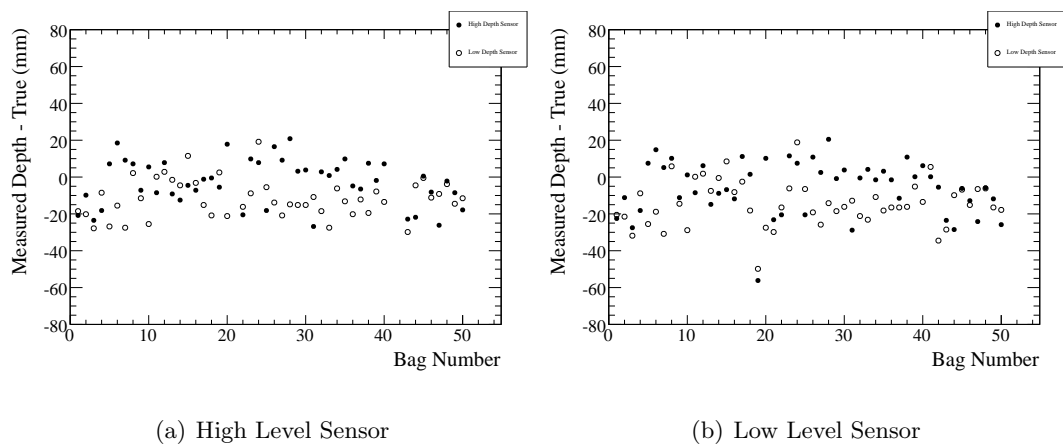 Measured Depth - True (mm)
80
60
40
20
0
-20
-40
-60
-80
0 10 20 30 40 50
Bag Number
High Depth Sensor
Low Depth Sensor
(a) High Level Sensor
Measured Depth - True (mm)
80
60
40
20
0
-20
-40
-60
-80
0 10 20 30 40 50
Bag Number
High Depth Sensor
Low Depth Sensor
(b) Low Level Sensor